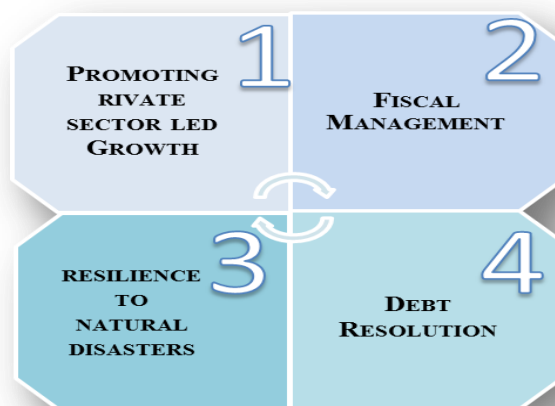 1
PROMOTING
RIVATE
SECTOR LED
GROWTH
2
FISCAL
MANAGEMENT
3
RESILIENCE
TO
NATURAL
DISASTERS
4
DEBT
RESOLUTION